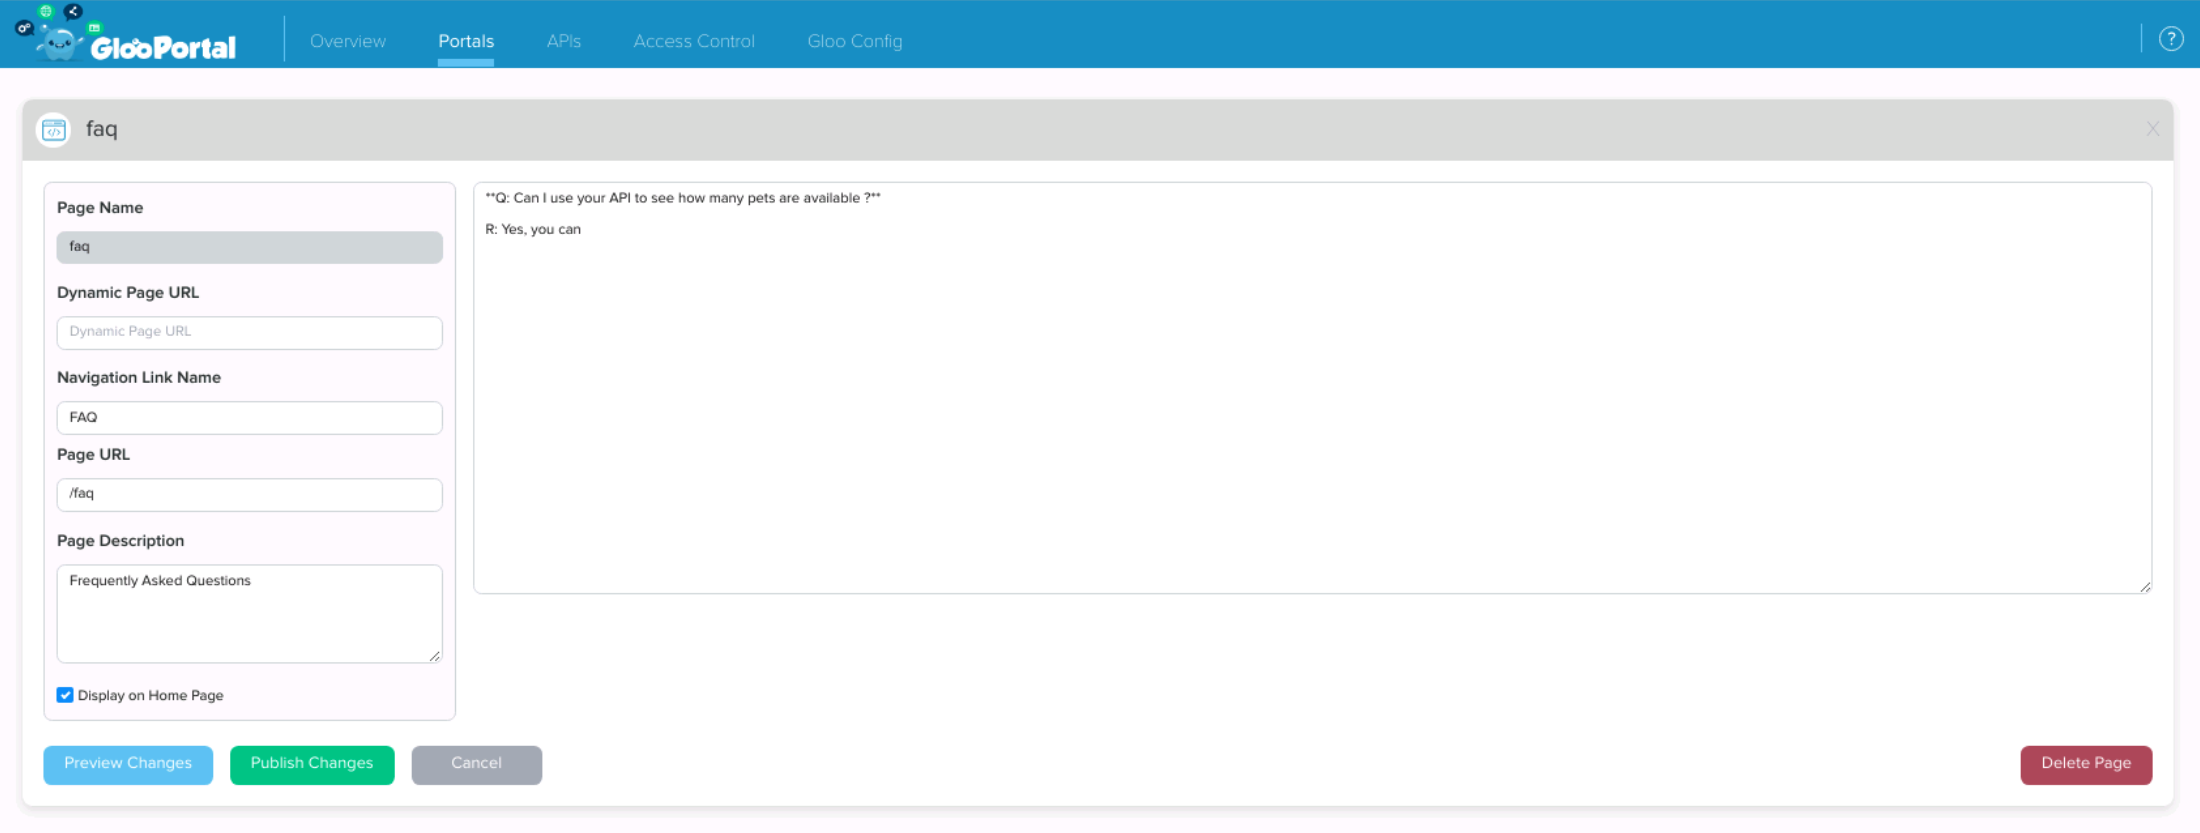 GlooPortal
Overview
Portals
APIs
Access Control
Gloo Config
?
faq
X
Page Name
faq
Dynamic Page URL
Dynamic Page URL
Navigation Link Name
FAQ
Page URL
/faq
Page Description
Frequently Asked Questions
Display on Home Page
**Q: Can I use your API to see how many pets are available ?**
R: Yes, you can
Preview Changes
Publish Changes
Cancel
Delete Page